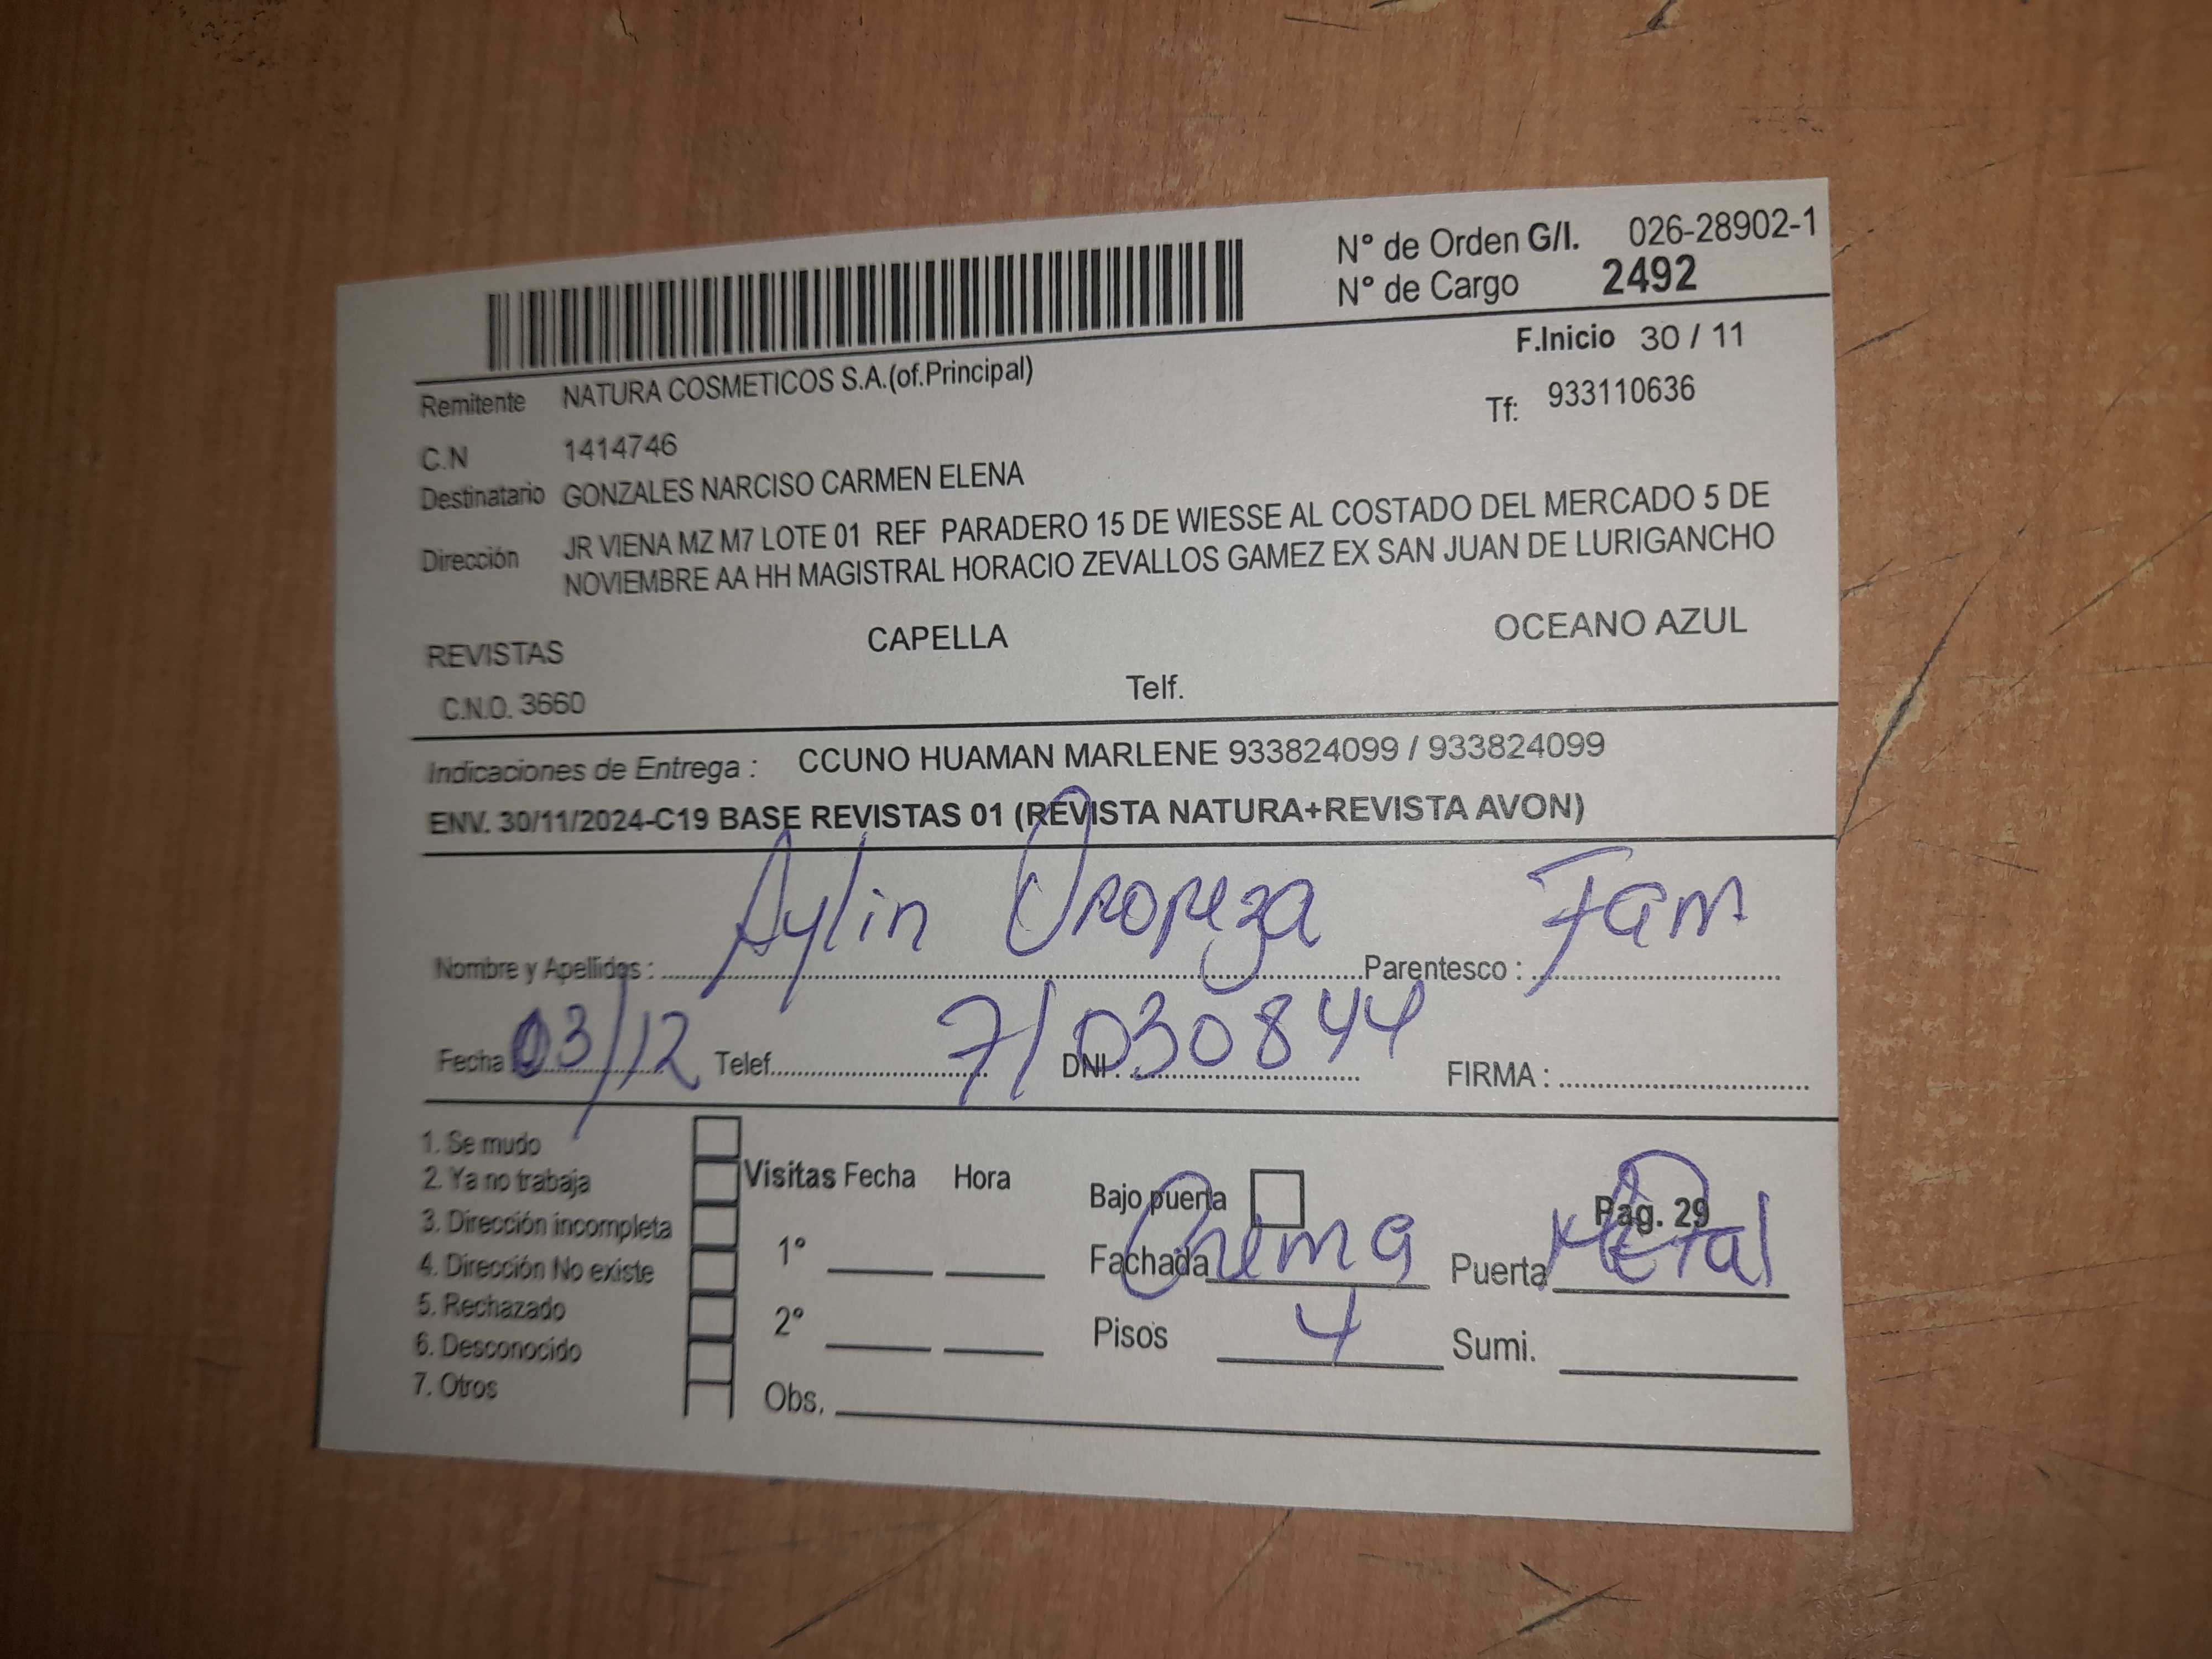 N° de Orden G/I. 026-28902-1
N° de Cargo 2492
F.Inicio 30 / 11
Remitente NATURA COSMETICOS S.A.(of.Principal)
Tf: 933110636
C.N 1414746
Destinatario GONZALES NARCISO CARMEN ELENA
Dirección JR VIENA MZ M7 LOTE 01 REF PARADERO 15 DE WIESSE AL COSTADO DEL MERCADO 5 DE
NOVIEMBRE AA HH MAGISTRAL HORACIO ZEVALLOS GAMEZ EX SAN JUAN DE LURIGANCHO
REVISTAS CAPELLA OCEANO AZUL
C.N.O. 3660 Telf.
Indicaciones de Entrega : CCUNO HUAMAN MARLENE 933824099 / 933824099
ENV. 30/11/2024-C19 BASE REVISTAS 01 (REVISTA NATURA+REVISTA AVON)
Nombre y Apellidos : Aylin Oropeza Parentesco : Fam
Fecha 03/12 Telef. DNI. 71030844 FIRMA :
1. Se mudo
2. Ya no trabaja
3. Dirección incompleta
4. Dirección No existe
5. Rechazado
6. Desconocido
7. Otros
Visitas Fecha Hora
1°
2°
Obs.
Bajo puerta Pag. 29
Fachada Crema Puerta Metal
Pisos 4 Sumi.